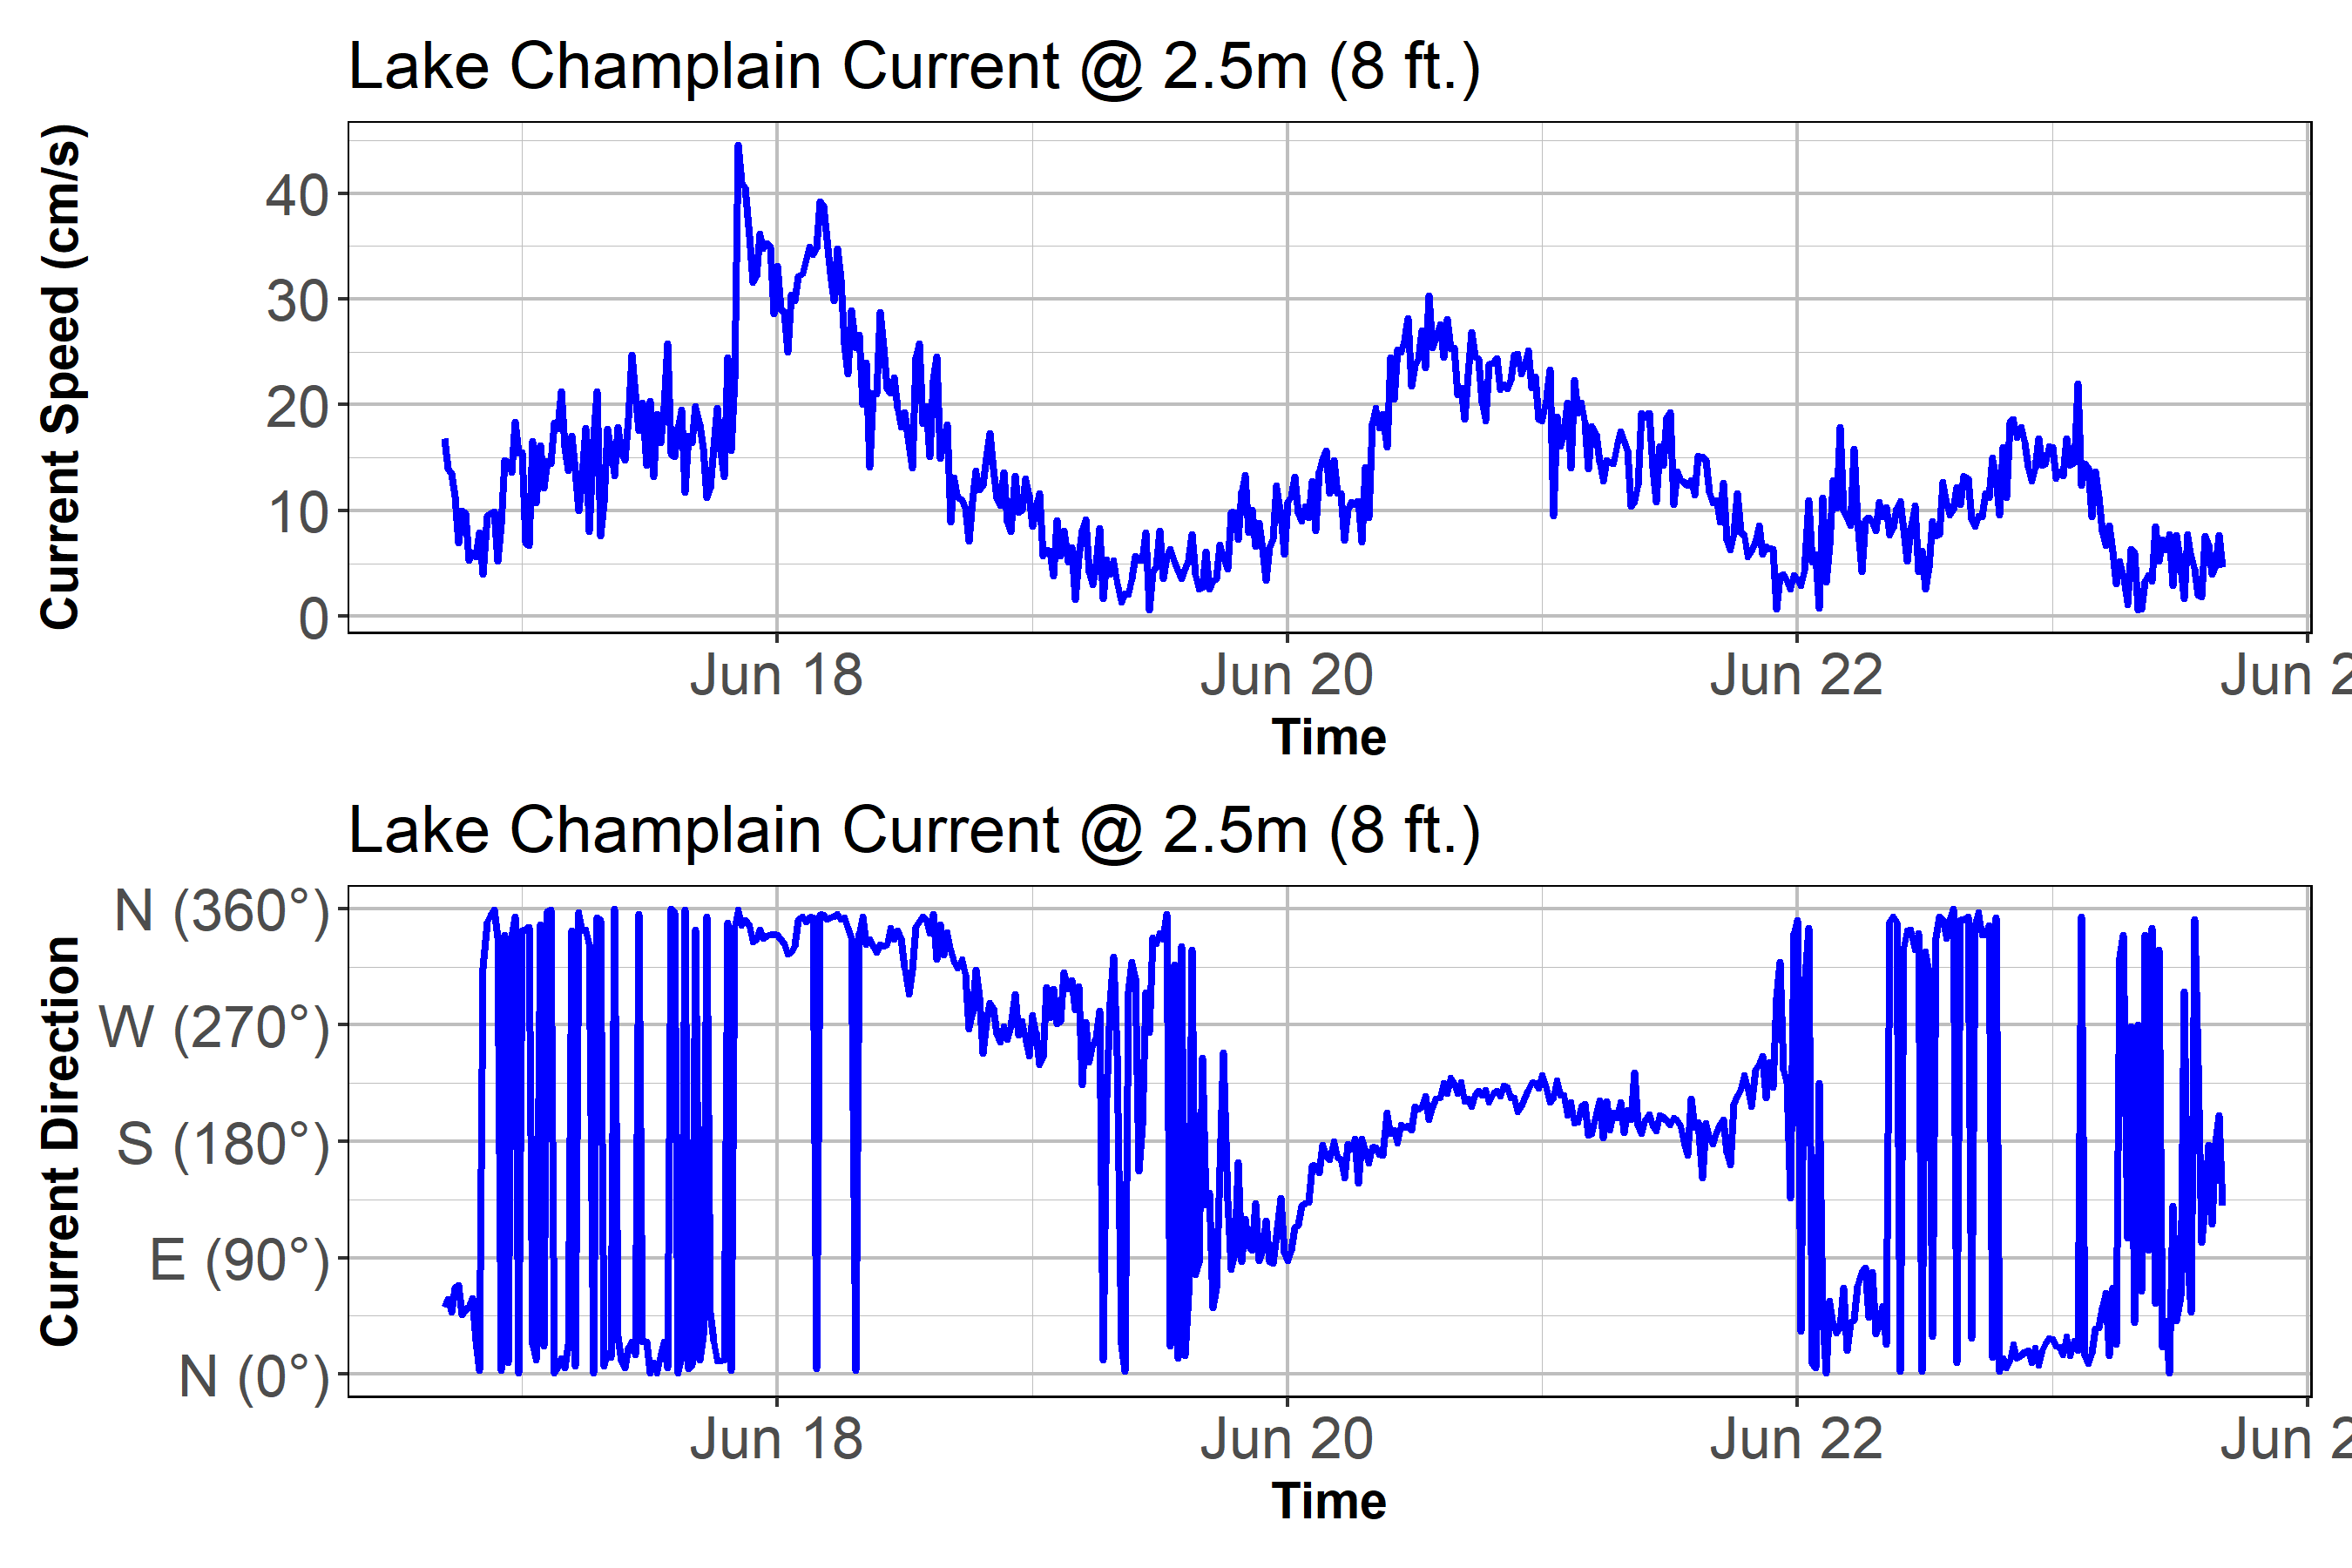 Lake Champlain Current @ 2.5m (8 ft.)
Current Speed (cm/s)
40
30
20
10
0
Jun 18 Jun 20 Jun 22 Jun 2
Time
Lake Champlain Current @ 2.5m (8 ft.)
Current Direction
N (360°)
W (270°)
S (180°)
E (90°)
N (0°)
Jun 18 Jun 20 Jun 22 Jun 2
Time